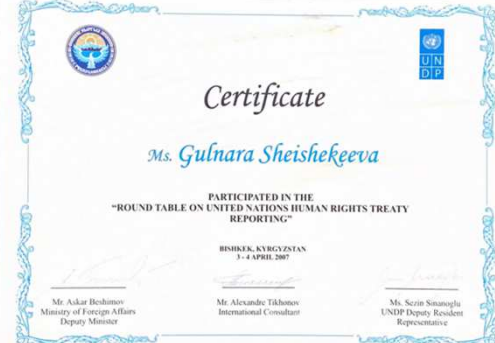 U N
D P
Certificate
Ms. Gulnara Sheishekeeva
PARTICIPATED IN THE
“ROUND TABLE ON UNITED NATIONS HUMAN RIGHTS TREATY
REPORTING”
BISHKEK, KYRGYZSTAN
3 - 4 APRIL 2007
Mr. Askar Beshimov
Ministry of Foreign Affairs
Deputy Minister
Mr. Alexandre Tikhonov
International Consultant
Ms. Sezin Sinanoglu
UNDP Deputy Resident
Representative